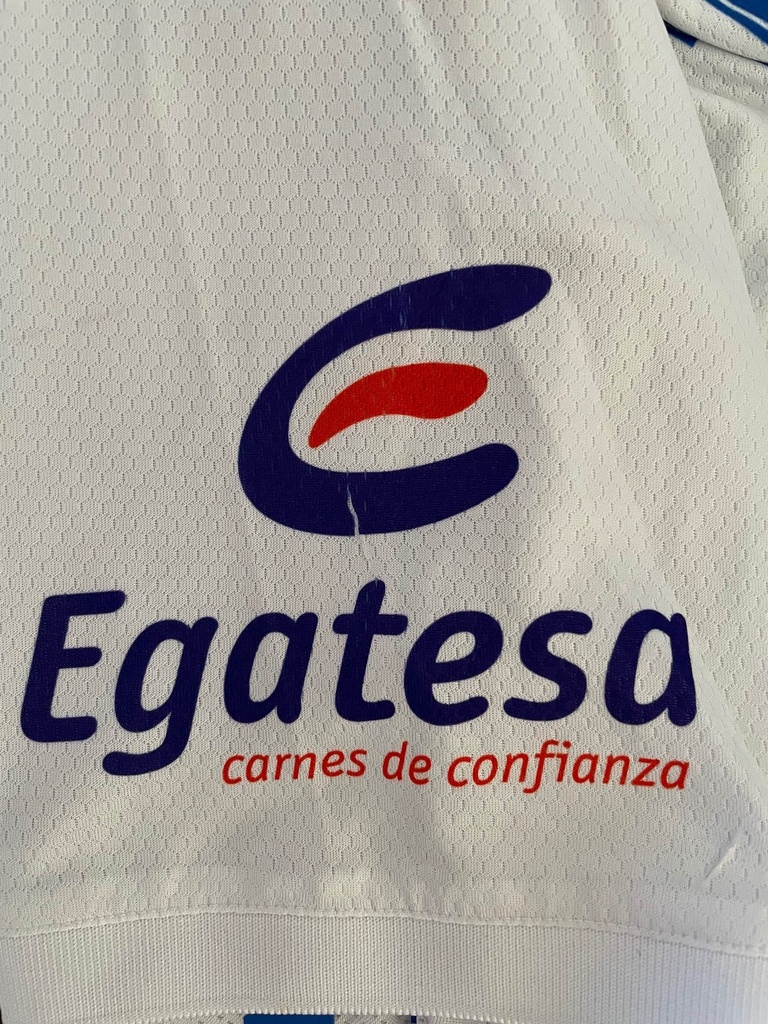 Egatesa
carnes de confianza